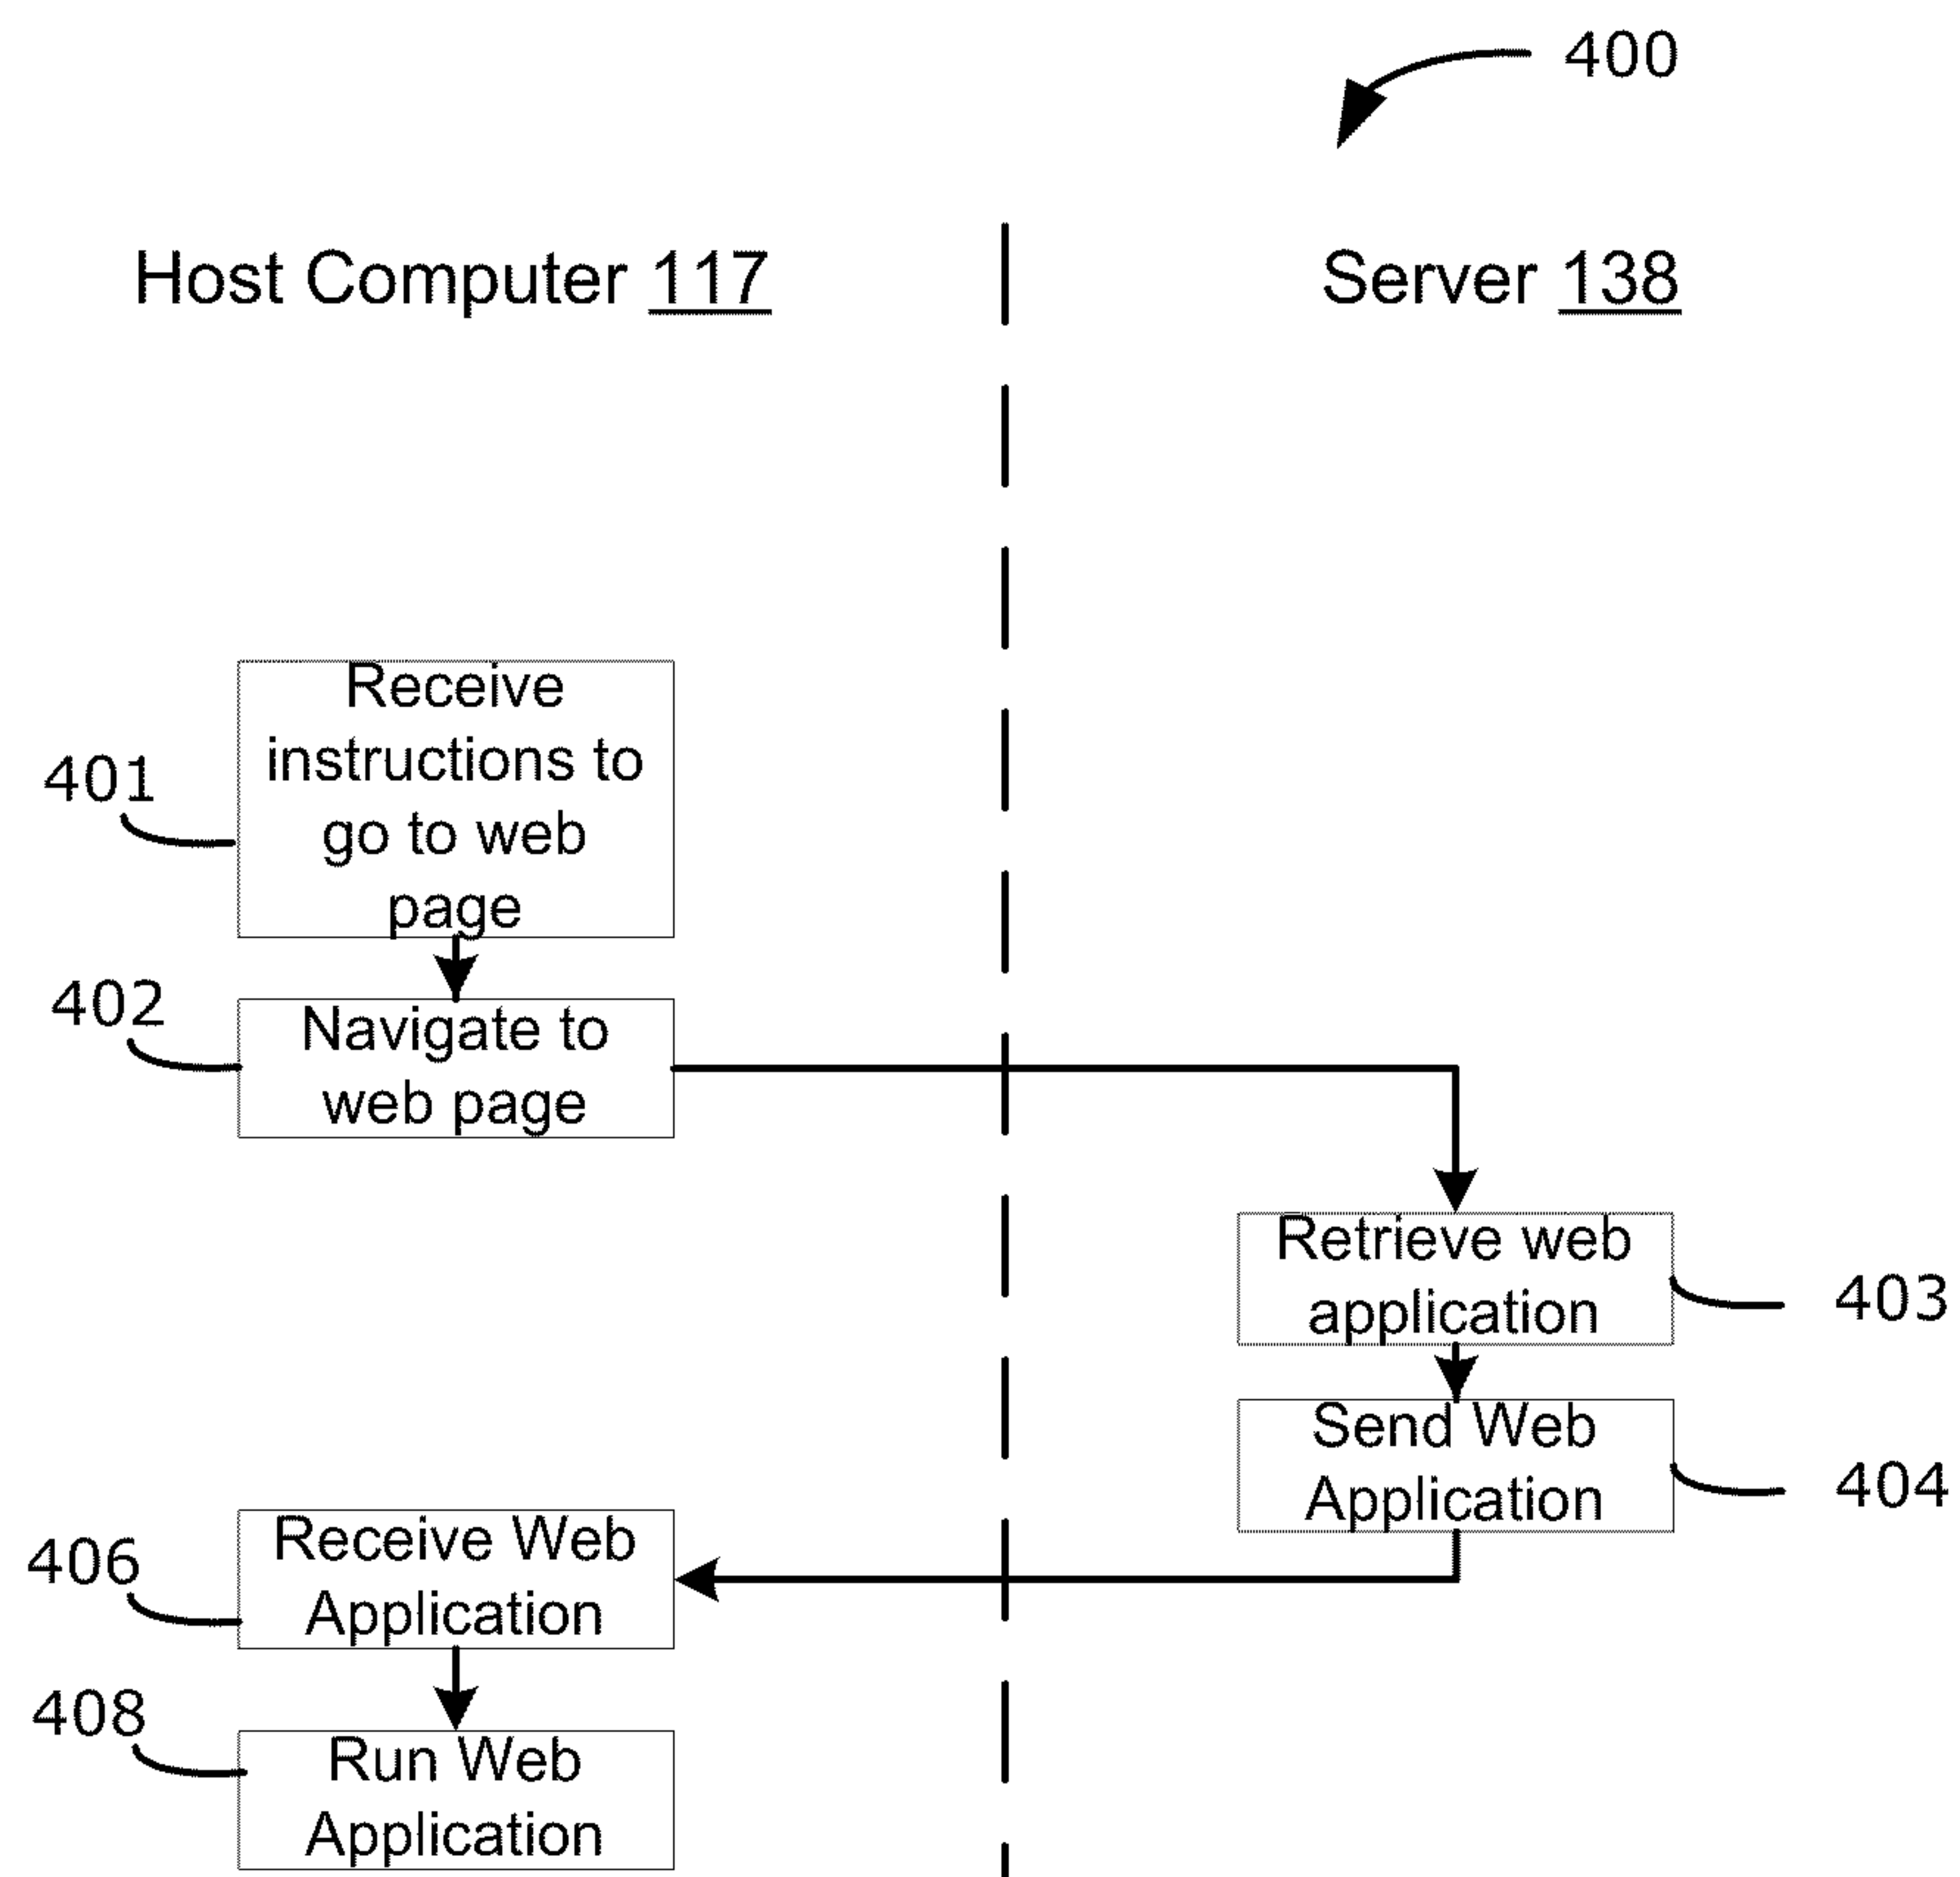 400
Host Computer 117
Server 138
401
Receive
instructions to
go to web
page
402
Navigate to
web page
Retrieve web
application
403
Send Web
Application
404
406
Receive Web
Application
408
Run Web
Application